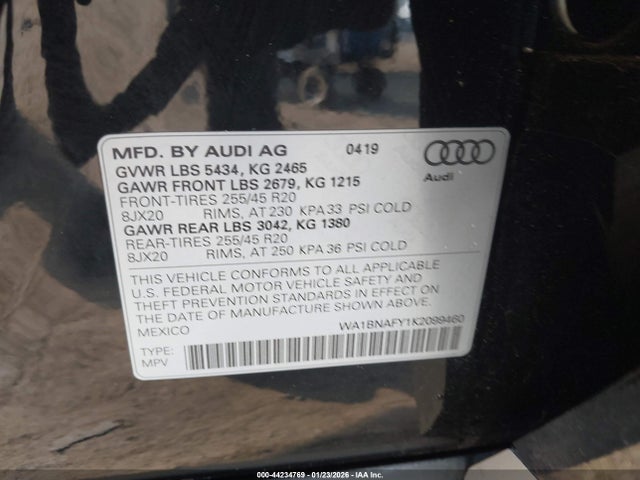 MFD. BY AUDI AG 0419
GVWR LBS 5434, KG 2465
GAWR FRONT LBS 2679, KG 1215
FRONT-TIRES 255/45 R20
8JX20 RIMS, AT 230 KPA 33 PSI COLD
GAWR REAR LBS 3042, KG 1380
REAR-TIRES 255/45 R20
8JX20 RIMS, AT 250 KPA 36 PSI COLD
Audi
THIS VEHICLE CONFORMS TO ALL APPLICABLE
U.S. FEDERAL MOTOR VEHICLE SAFETY AND
THEFT PREVENTION STANDARDS IN EFFECT ON
THE DATE OF MANUFACTURE SHOWN ABOVE.
MEXICO
WA1BNAFY1K2099460
TYPE:
MPV
000-44234769 - 01/23/2026 - IAA Inc.